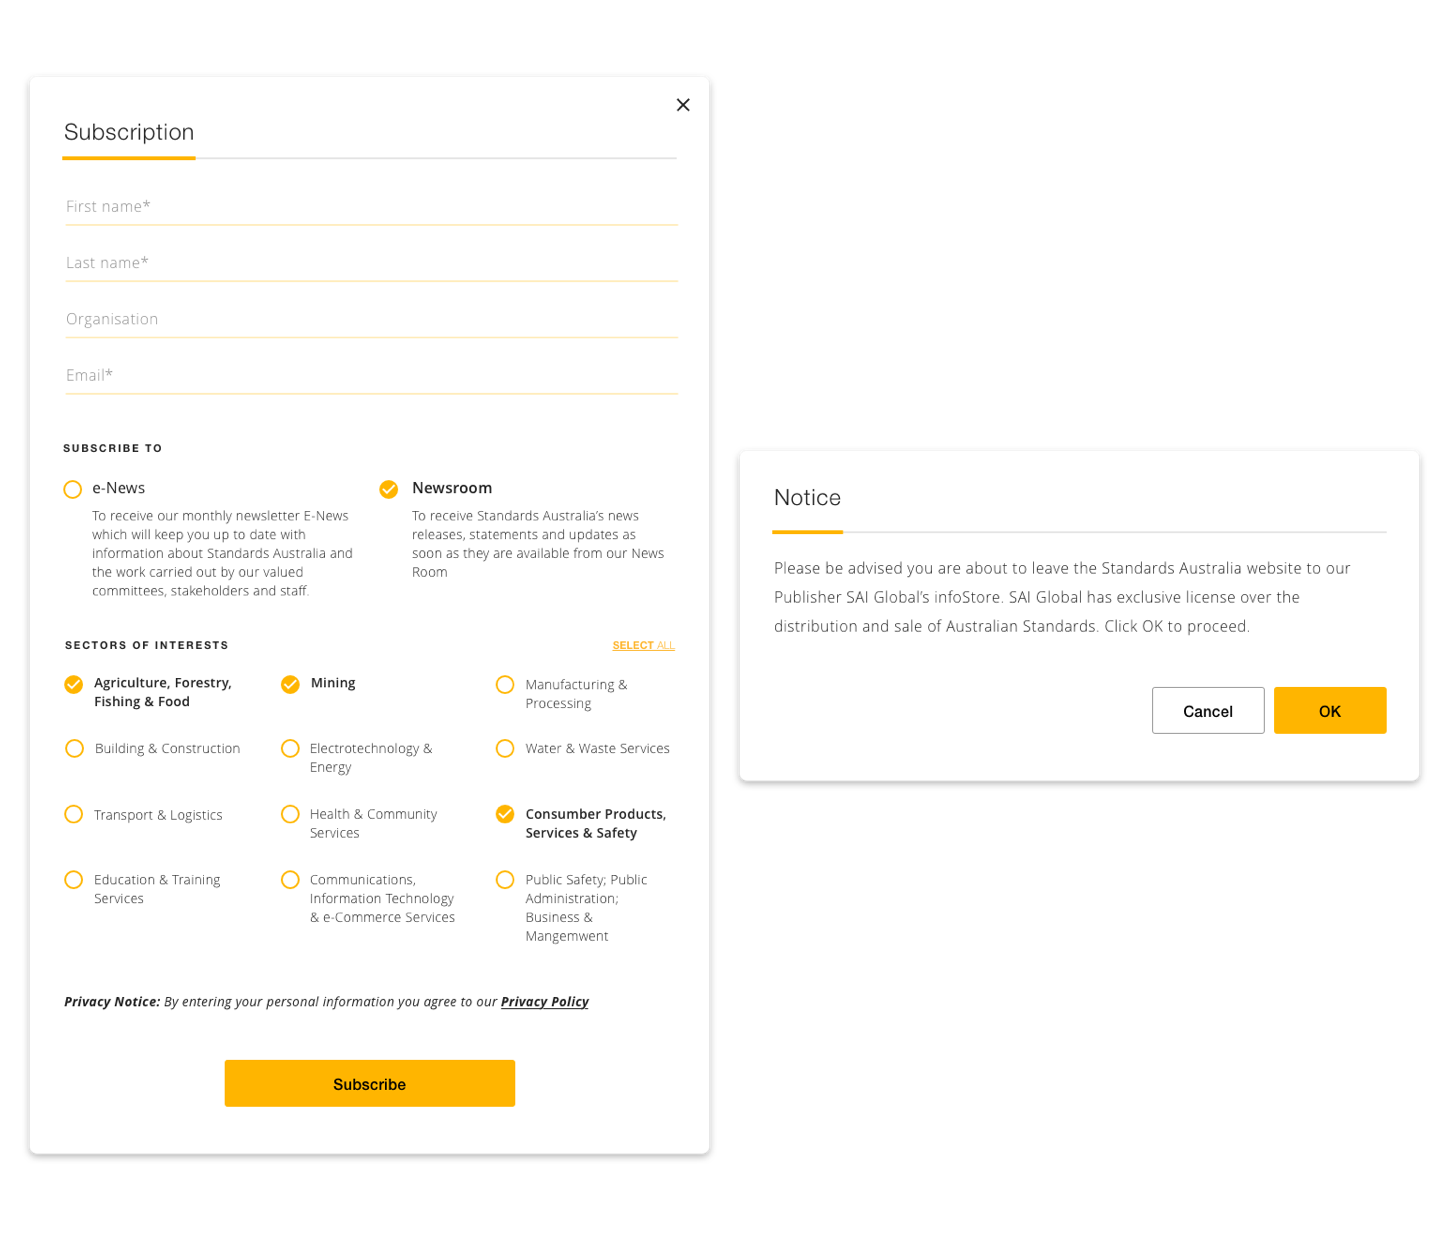 Subscription
First name*
Last name*
Organisation
Email*
SUBSCRIBE TO
e-News
To receive our monthly newsletter E-News
which will keep you up to date with
information about Standards Australia and
the work carried out by our valued
committees, stakeholders and staff.
Newsroom
To receive Standards Australia’s news
releases, statements and updates as
soon as they are available from our News
Room
SECTORS OF INTERESTS
SELECT ALL
Agriculture, Forestry,
Fishing & Food
Mining
Manufacturing &
Processing
Building & Construction
Electrotechnology &
Energy
Water & Waste Services
Transport & Logistics
Health & Community
Services
Consumber Products,
Services & Safety
Education & Training
Services
Communications,
Information Technology
& e-Commerce Services
Public Safety; Public
Administration;
Business &
Mangemwent
Privacy Notice: By entering your personal information you agree to our Privacy Policy
Subscribe
Notice
Please be advised you are about to leave the Standards Australia website to our
Publisher SAI Global’s infoStore. SAI Global has exclusive license over the
distribution and sale of Australian Standards. Click OK to proceed.
Cancel
OK